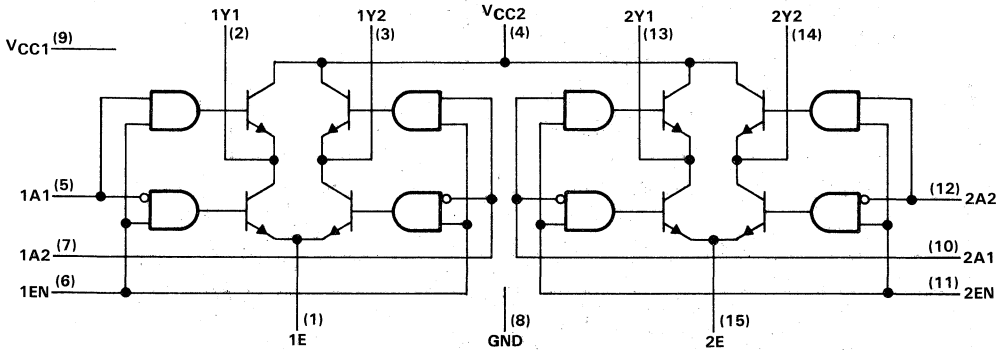 1Y1 1Y2 VCC2 2Y1 2Y2
(2) (3) (4) (13) (14)
VCC1 (9)
1A1 (5)
(12) 2A2
1A2 (7)
(10) 2A1
1EN (6)
(11) 2EN
(1) (8) (15)
1E GND 2E